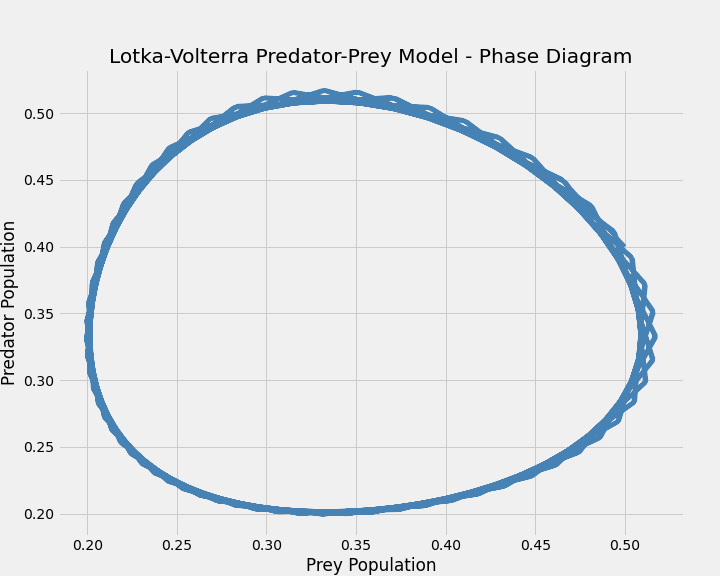 Lotka-Volterra Predator-Prey Model - Phase Diagram
0.50
0.45
0.40
0.35
0.30
0.25
0.20
Predator Population
0.20 0.25 0.30 0.35 0.40 0.45 0.50
Prey Population